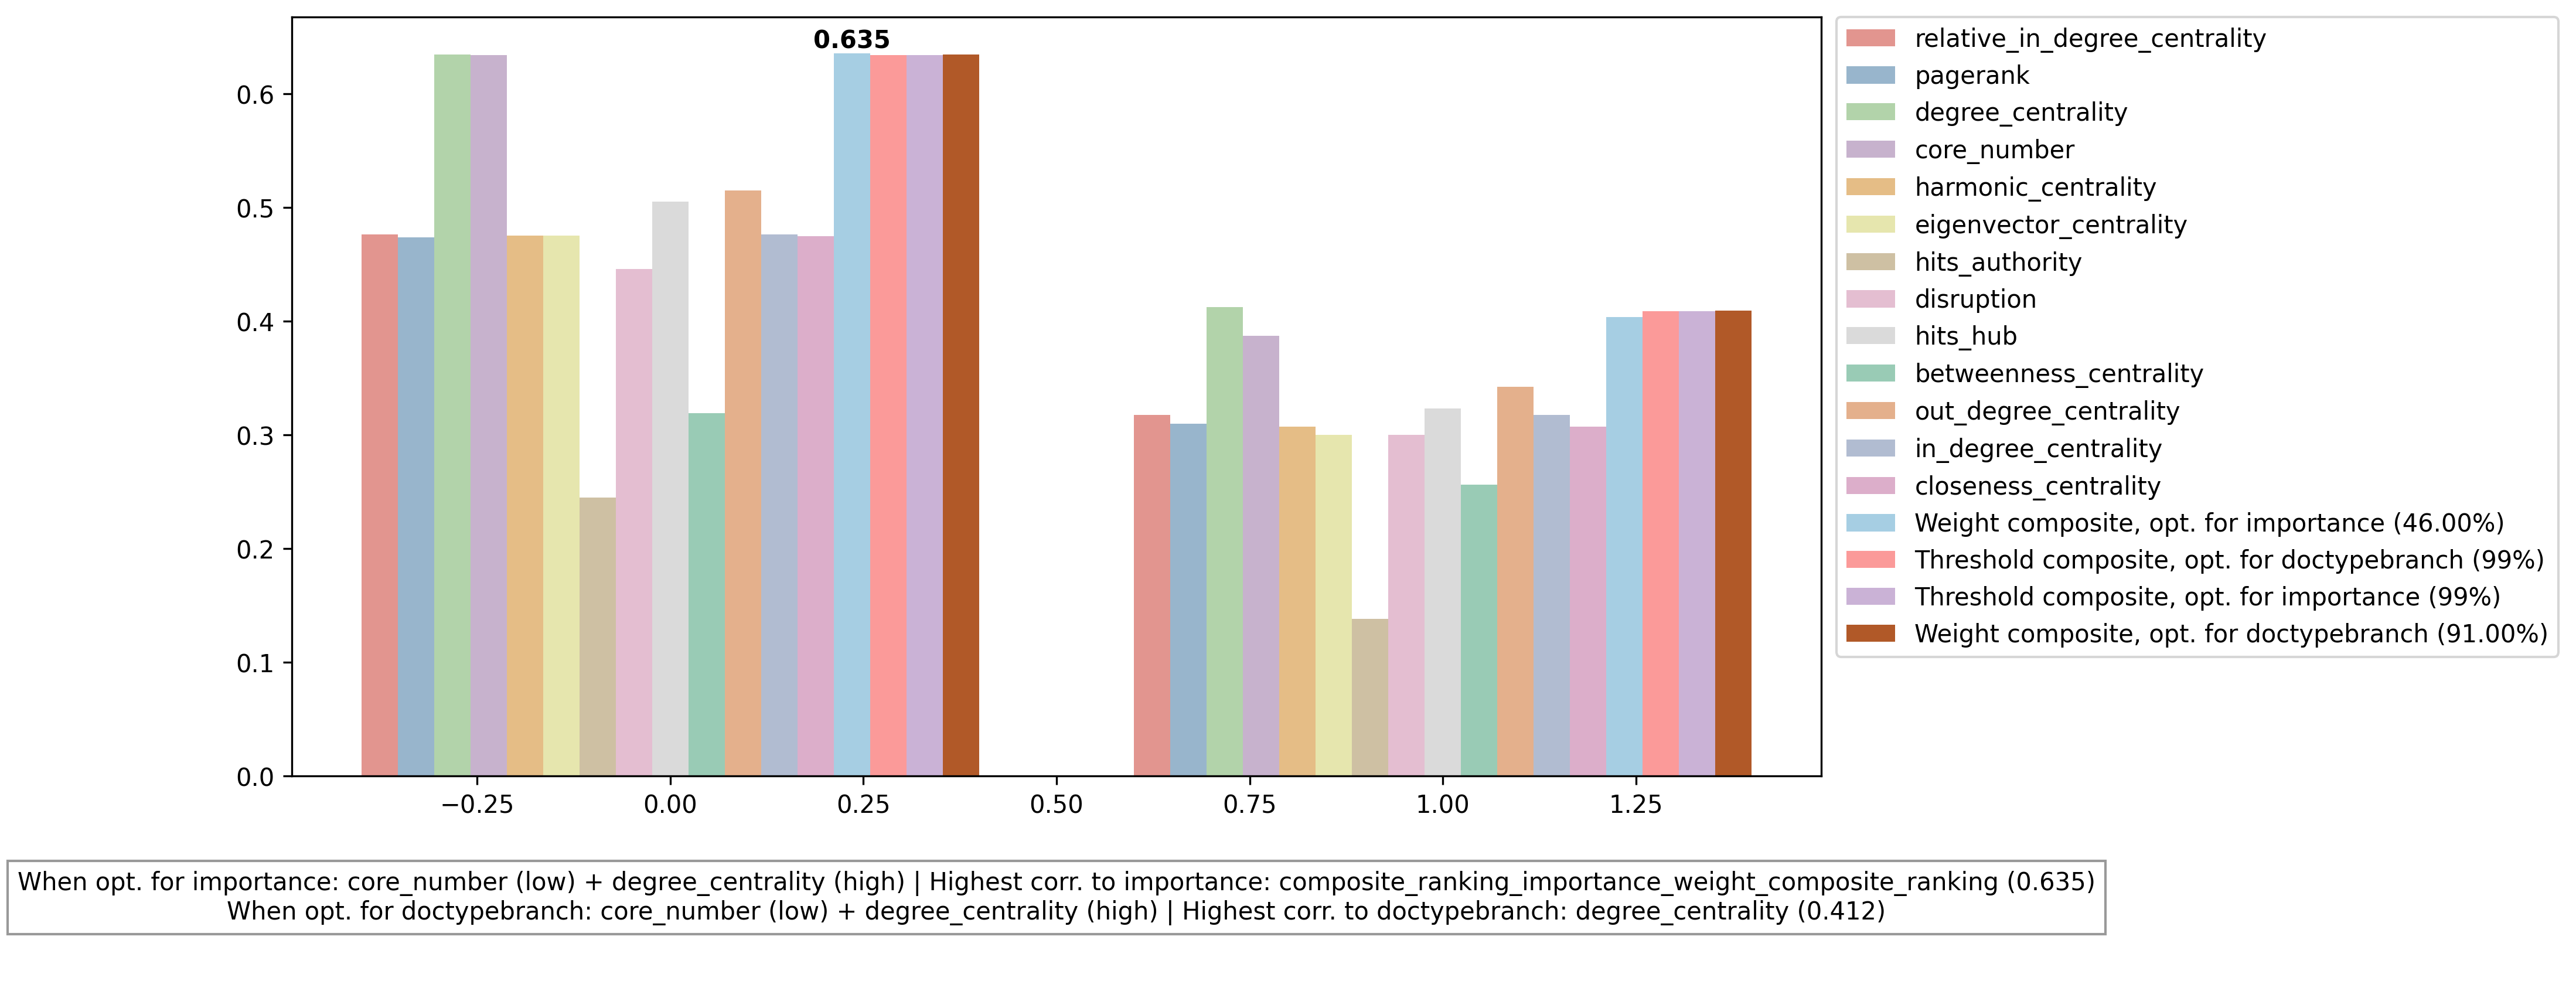 0.635
0.6
0.5
0.4
0.3
0.2
0.1
0.0
−0.25
0.00
0.25
0.50
0.75
1.00
1.25
relative_in_degree_centrality
pagerank
degree_centrality
core_number
harmonic_centrality
eigenvector_centrality
hits_authority
disruption
hits_hub
betweenness_centrality
out_degree_centrality
in_degree_centrality
closeness_centrality
Weight composite, opt. for importance (46.00%)
Threshold composite, opt. for doctypebranch (99%)
Threshold composite, opt. for importance (99%)
Weight composite, opt. for doctypebranch (91.00%)
When opt. for importance: core_number (low) + degree_centrality (high) | Highest corr. to importance: composite_ranking_importance_weight_composite_ranking (0.635)
When opt. for doctypebranch: core_number (low) + degree_centrality (high) | Highest corr. to doctypebranch: degree_centrality (0.412)